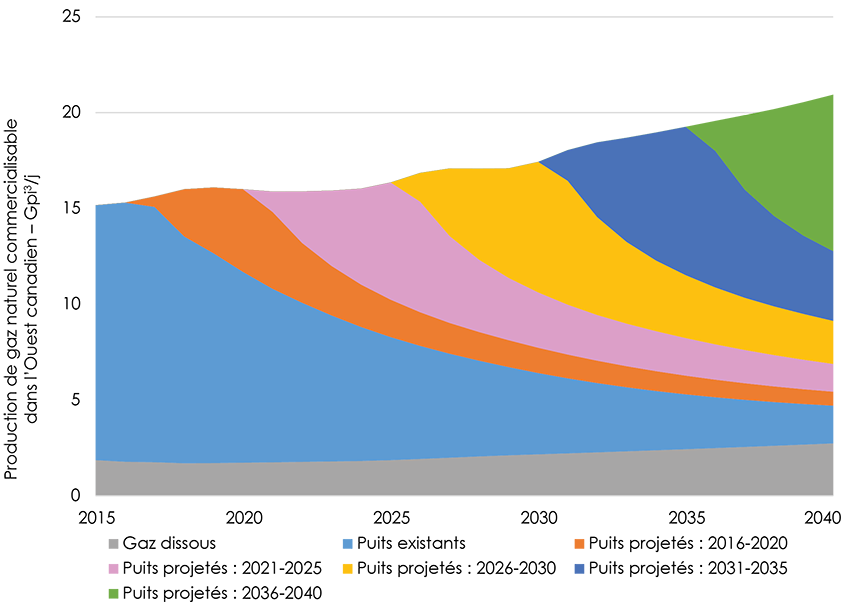 25
20
15
10
5
0
Production de gaz naturel commercialisable
dans l'Ouest canadien – Gpi³/j
2015 2020 2025 2030 2035 2040
Gaz dissous Puits existants Puits projetés : 2016-2020
Puits projetés : 2021-2025 Puits projetés : 2026-2030 Puits projetés : 2031-2035
Puits projetés : 2036-2040